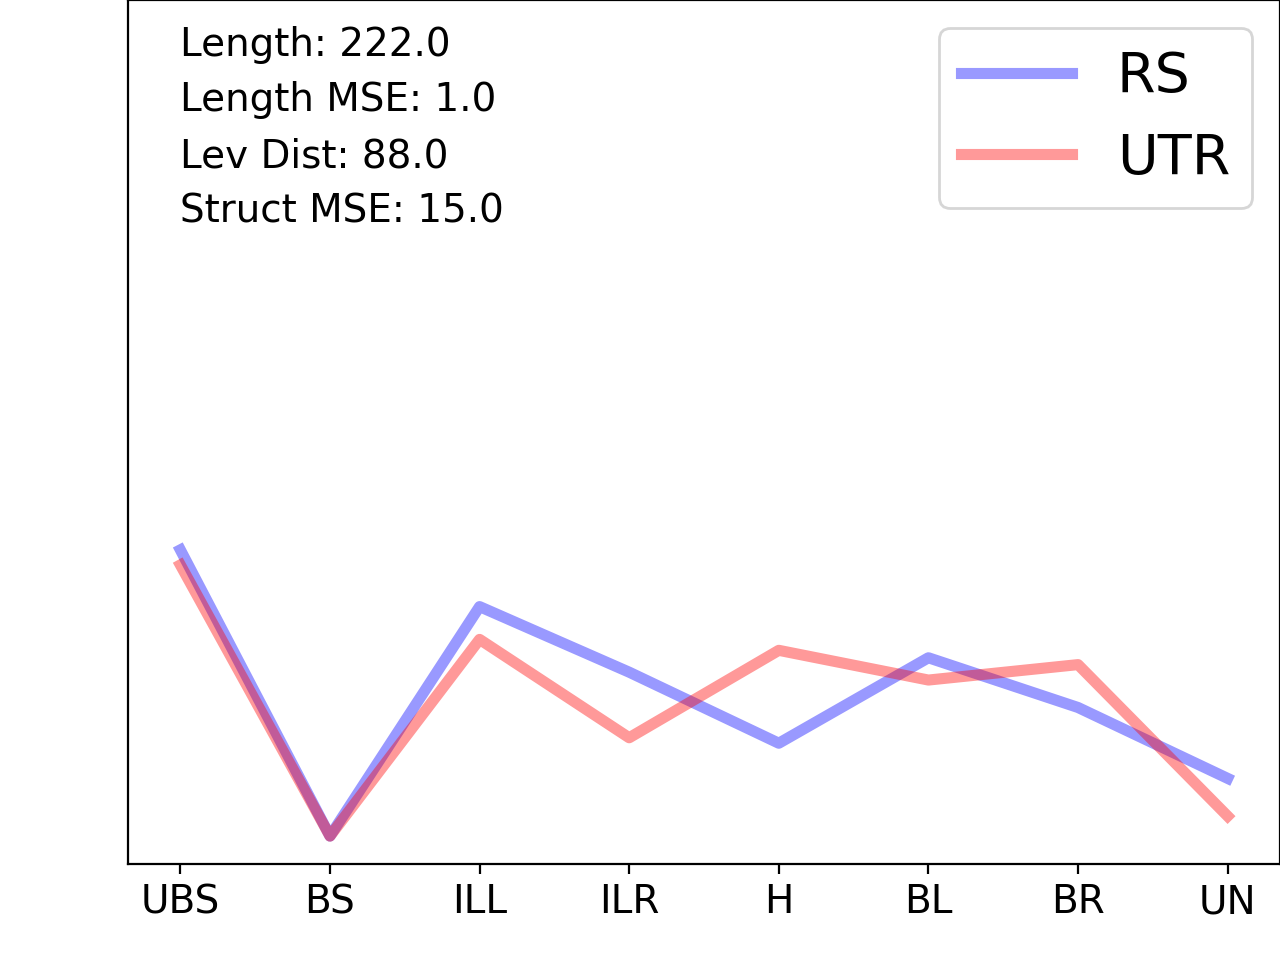 Length: 222.0
Length MSE: 1.0
Lev Dist: 88.0
Struct MSE: 15.0
RS
UTR
UBS BS ILL ILR H BL BR UN